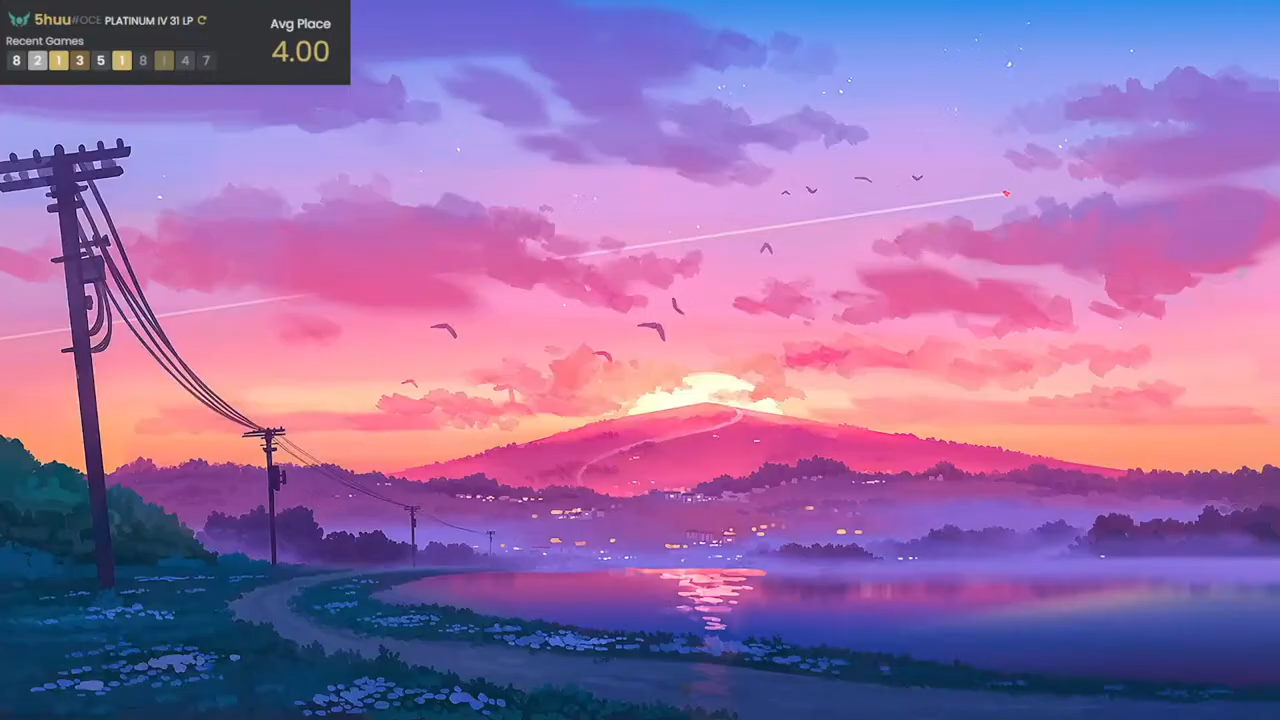 5huu#OCE PLATINUM IV 31 LP
Avg Place
Recent Games
4.00
8 2 1 3 5 1 8 1 4 7